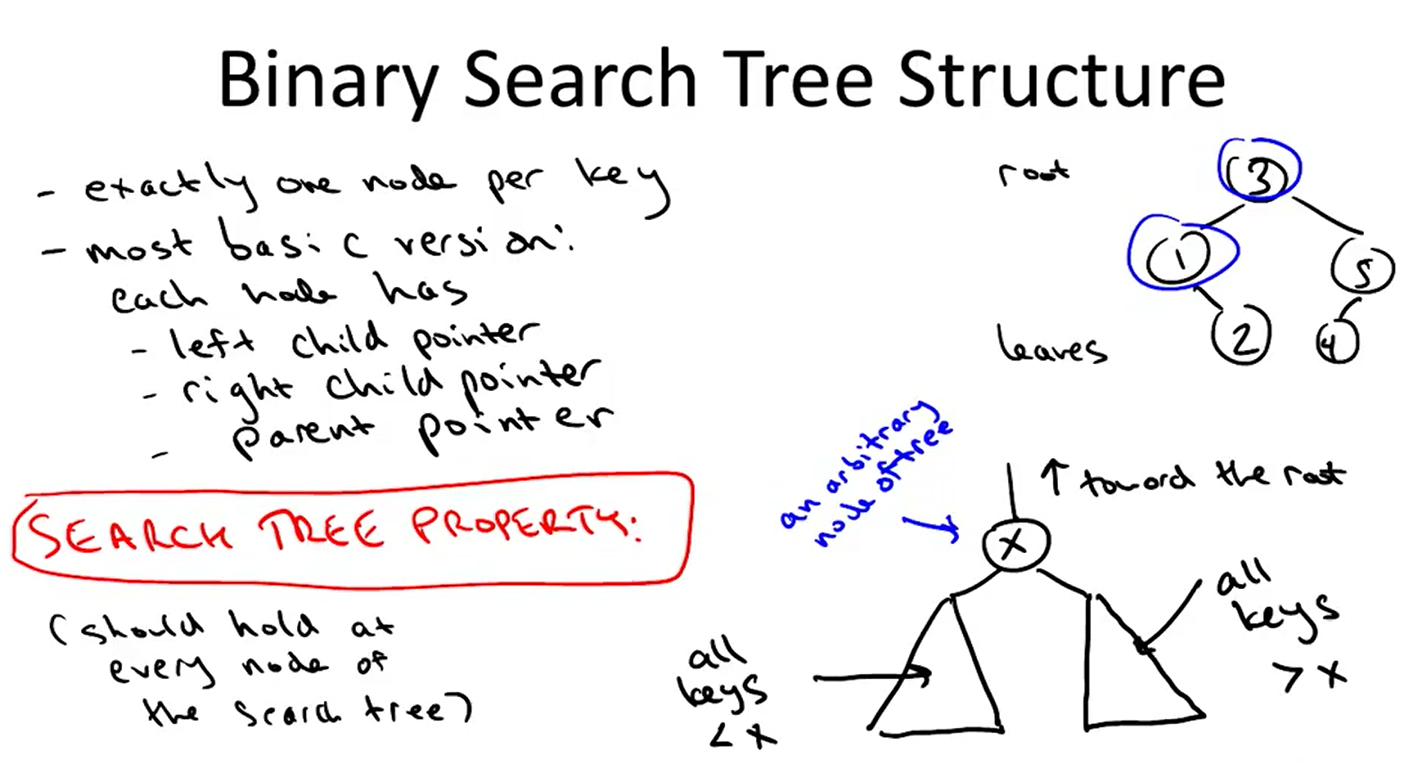 Binary Search Tree Structure
- exactly one node per key
- most basic version:
each node has
- left child pointer
- right child pointer
- parent pointer
SEARCH TREE PROPERTY:
(should hold at
every node of
the search tree)
root
3
1
5
2
4
leaves
an arbitrary
node of tree
↑ toward the root
x
all
keys
< x
all
keys
> x